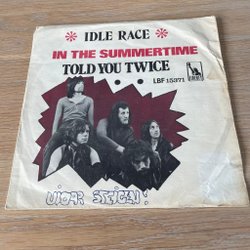 IDLE RACE
IN THE SUMMERTIME
TOLD YOU TWICE
LBF 15371